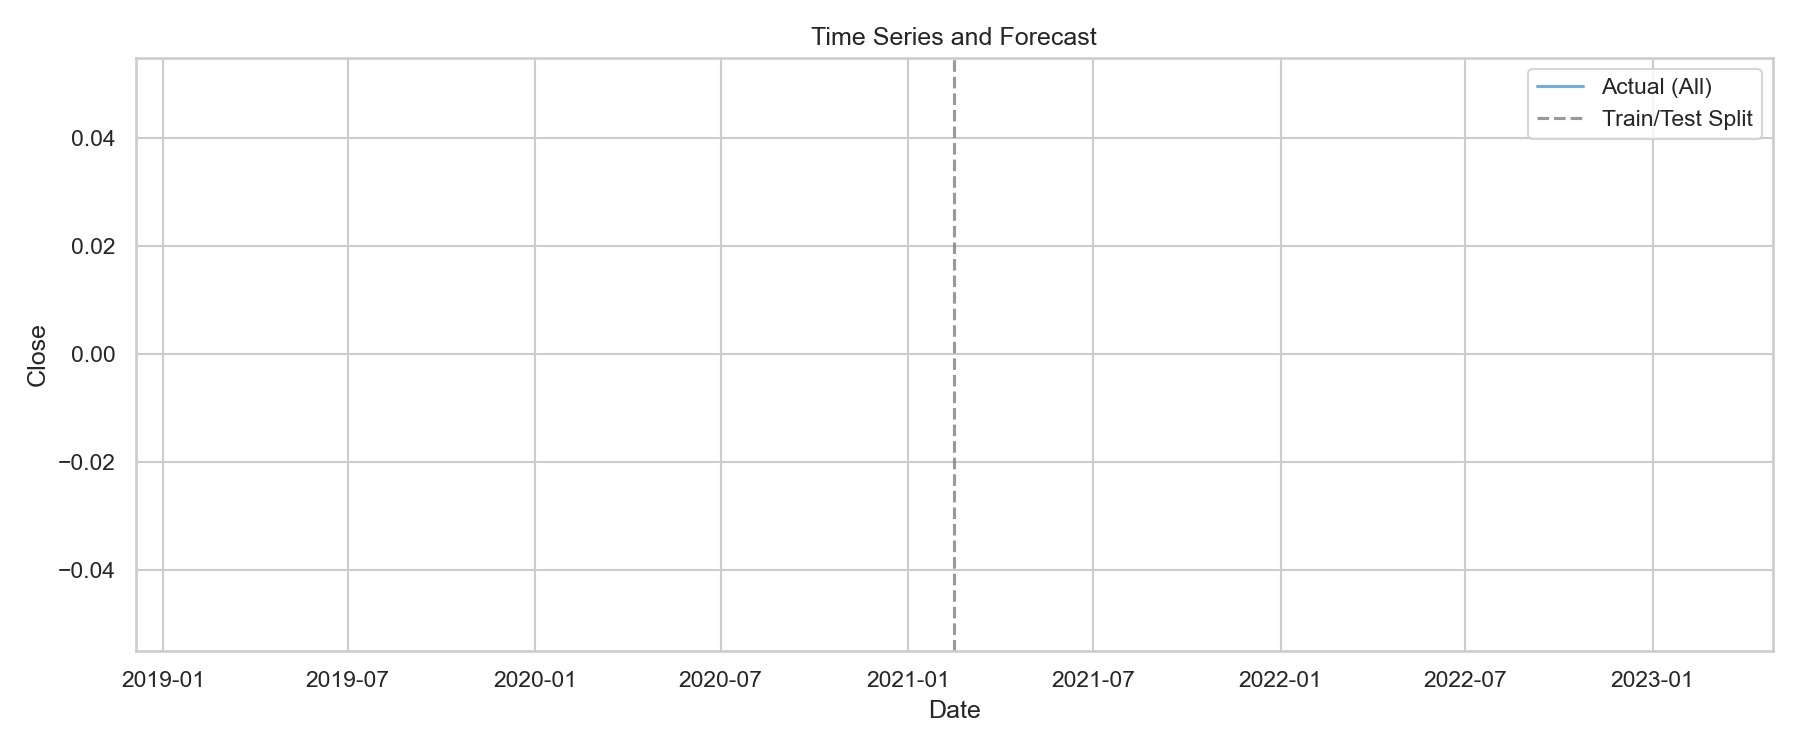 Time Series and Forecast
Actual (All)
Train/Test Split
0.04
0.02
0.00
−0.02
−0.04
Close
2019-01 2019-07 2020-01 2020-07 2021-01 2021-07 2022-01 2022-07 2023-01
Date